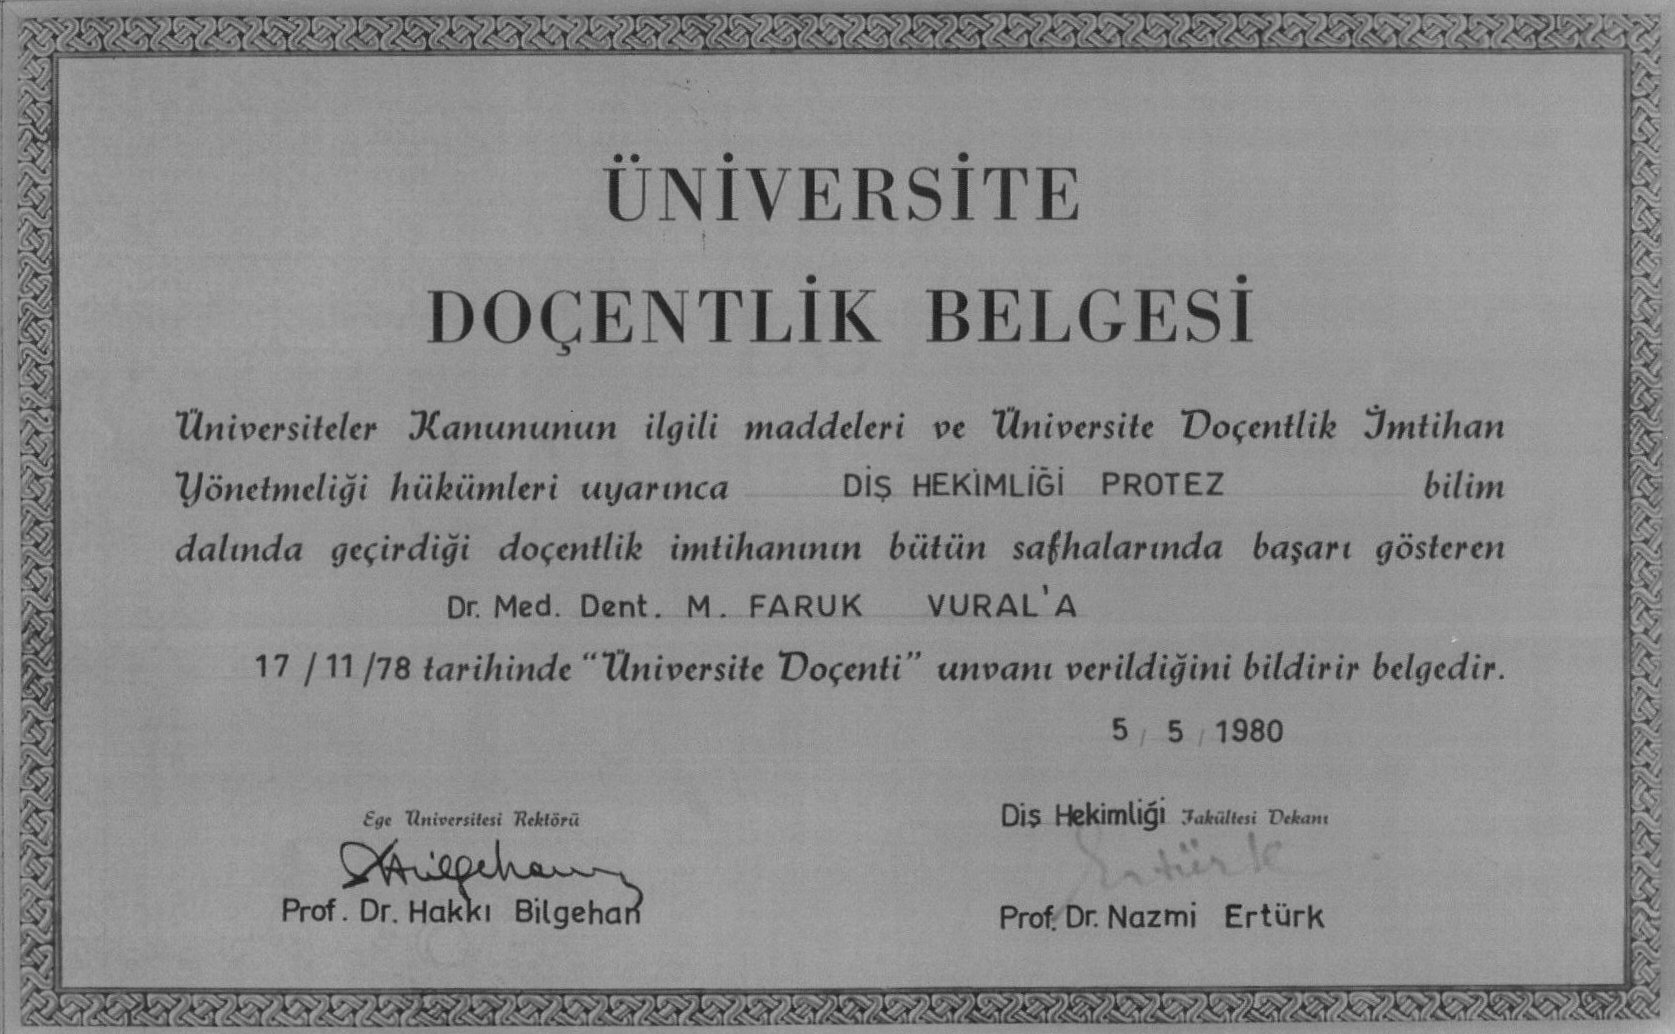 ÜNİVERSİTE
DOÇENTLİK BELGESİ
Üniversiteler Kanununun ilgili maddeleri ve Üniversite Doçentlik İmtihan
Yönetmeliği hükümleri uyarınca DİŞ HEKİMLİĞİ PROTEZ bilim
dalında geçirdiği doçentlik imtihanının bütün safhalarında başarı gösteren
Dr. Med. Dent. M. FARUK VURAL'A
17 / 11 /78 tarihinde "Üniversite Doçenti" unvanı verildiğini bildirir belgedir.
5 / 5 / 1980
Ege Üniversitesi Rektörü
Bilgehan
Prof. Dr. Hakkı Bilgehan
Diş Hekimliği Fakültesi Dekanı
Ertürk
Prof. Dr. Nazmi Ertürk